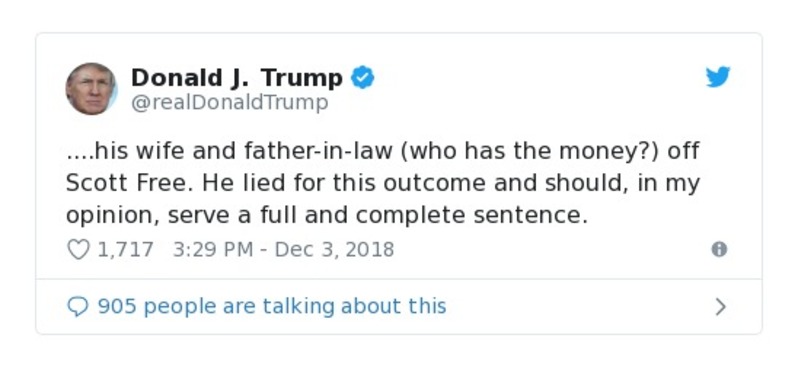 Donald J. Trump
@realDonaldTrump
....his wife and father-in-law (who has the money?) off
Scott Free. He lied for this outcome and should, in my
opinion, serve a full and complete sentence.
1,717 3:29 PM - Dec 3, 2018
905 people are talking about this